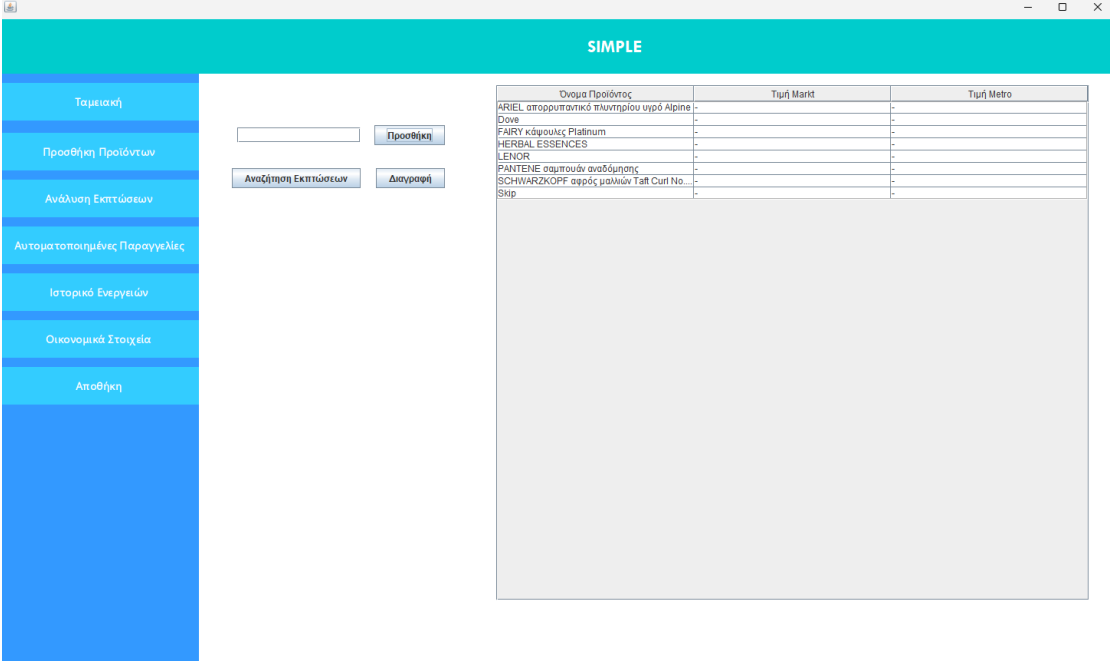 SIMPLE
Ταμειακή
Προσθήκη Προϊόντων
Ανάλυση Εκπτώσεων
Αυτοματοποιημένες Παραγγελίες
Ιστορικό Ενεργειών
Οικονομικά Στοιχεία
Αποθήκη
Προσθήκη
Αναζήτηση Εκπτώσεων Διαγραφή
Όνομα Προϊόντος Τιμή Markt Τιμή Metro
ARIEL απορρυπαντικό πλυντηρίου υγρό Alpine - -
Dove - -
FAIRY κάψουλες Platinum - -
HERBAL ESSENCES - -
LENOR - -
PANTENE σαμπουάν αναδόμησης - -
SCHWARZKOPF αφρός μαλλιών Taft Curl No.... - -
Skip - -